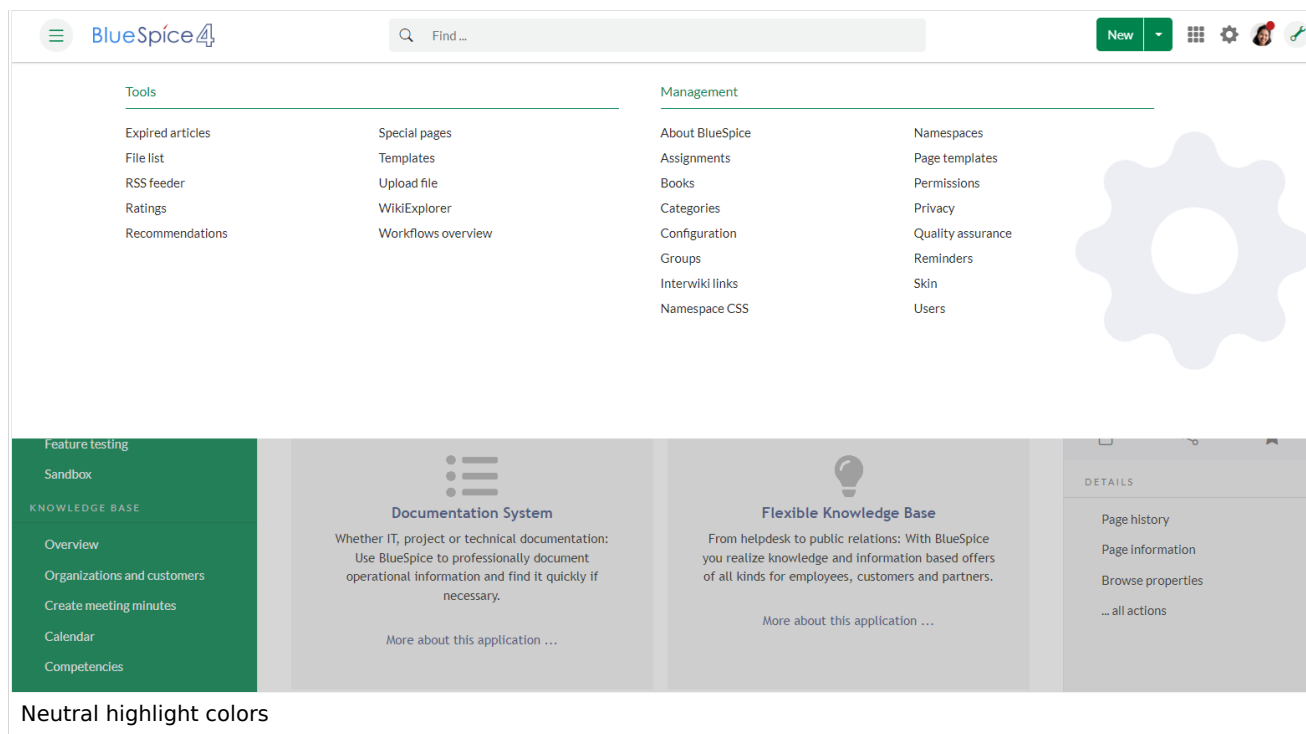 BlueSpice 4
Find ...
New
Tools
Expired articles
File list
RSS feeder
Ratings
Recommendations
Special pages
Templates
Upload file
WikiExplorer
Workflows overview
Management
About BlueSpice
Assignments
Books
Categories
Configuration
Groups
Interwiki links
Namespace CSS
Namespaces
Page templates
Permissions
Privacy
Quality assurance
Reminders
Skin
Users
Feature testing
Sandbox
KNOWLEDGE BASE
Overview
Organizations and customers
Create meeting minutes
Calendar
Competencies
Documentation System
Whether IT, project or technical documentation:
Use BlueSpice to professionally document
operational information and find it quickly if
necessary.
More about this application ...
Flexible Knowledge Base
From helpdesk to public relations: With BlueSpice
you realize knowledge and information based offers
of all kinds for employees, customers and partners.
More about this application ...
DETAILS
Page history
Page information
Browse properties
... all actions
Neutral highlight colors